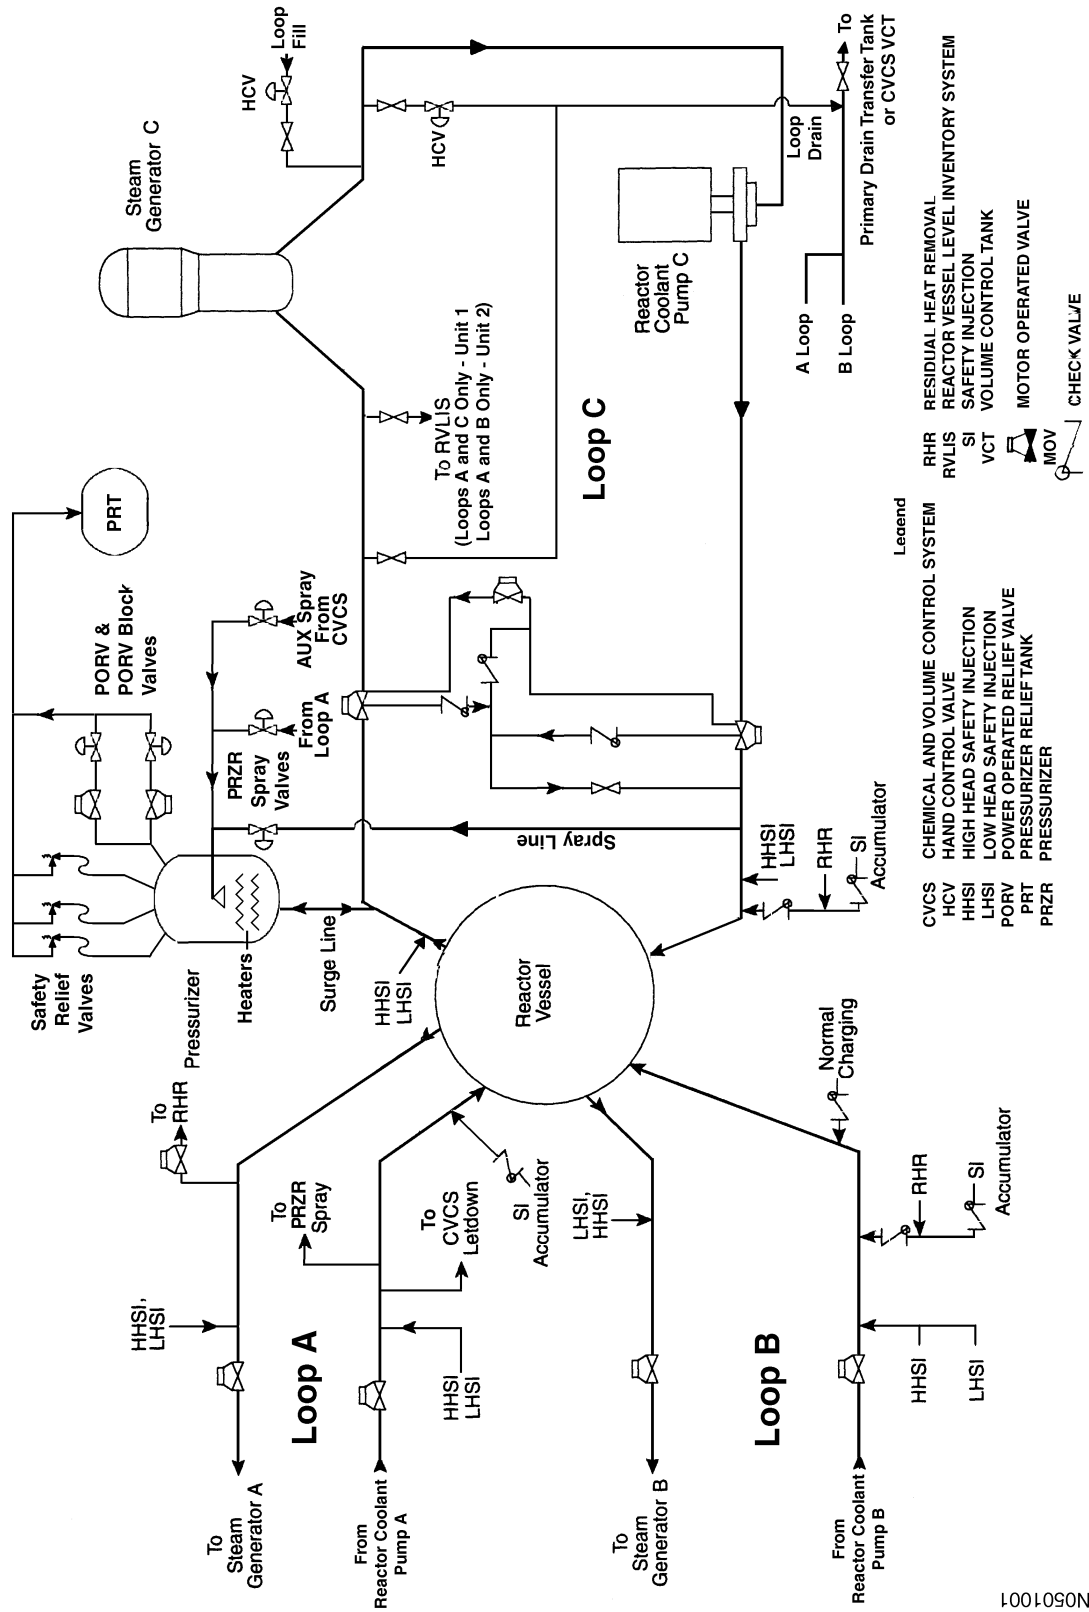 Steam
Generator C
HCV
Loop
Fill
HCV
Loop
Drain
To
Primary Drain Transfer Tank
or CVCS VCT
A Loop
B Loop
Reactor
Coolant
Pump C
To RVLIS
(Loops A and C Only - Unit 1
Loops A and B Only - Unit 2)
Loop C
PRT
PORV &
PORV Block
Valves
AUX Spray
From
CVCS
From
Loop A
PRZR
Spray
Valves
Safety
Relief
Valves
Pressurizer
Heaters
Surge Line
Spray Line
HHSI
LHSI
HHSI
LHSI
RHR
SI
Accumulator
Reactor
Vessel
To
RHR
HHSI,
LHSI
To
PRZR
Spray
To
CVCS
Letdown
SI
Accumulator
HHSI
LHSI
Loop A
To
Steam
Generator A
From
Reactor Coolant
Pump A
LHSI,
HHSI
Normal
Charging
RHR
SI
Accumulator
HHSI
LHSI
Loop B
To
Steam
Generator B
From
Reactor Coolant
Pump B
Legend
CVCS CHEMICAL AND VOLUME CONTROL SYSTEM
HCV HAND CONTROL VALVE
HHSI HIGH HEAD SAFETY INJECTION
LHSI LOW HEAD SAFETY INJECTION
PORV POWER OPERATED RELIEF VALVE
PRT PRESSURIZER RELIEF TANK
PRZR PRESSURIZER
RHR RESIDUAL HEAT REMOVAL
RVLIS REACTOR VESSEL LEVEL INVENTORY SYSTEM
SI SAFETY INJECTION
VCT VOLUME CONTROL TANK
MOV MOTOR OPERATED VALVE
CHECK VALVE
N0501001